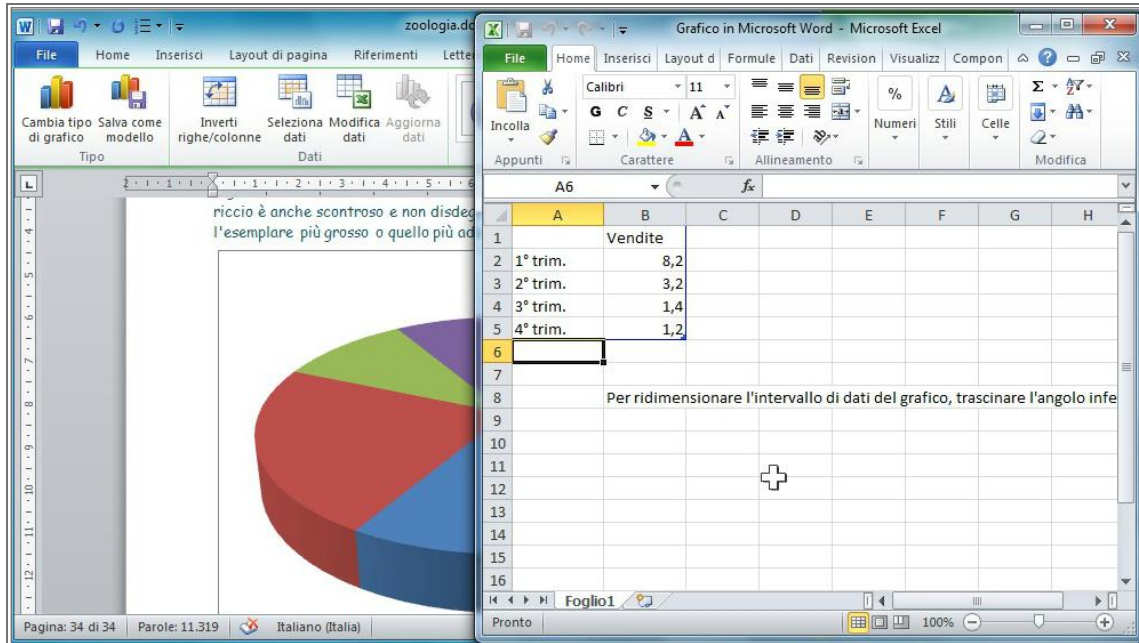 zoologia.do
File Home Inserisci Layout di pagina Riferimenti Letter
Cambia tipo di grafico
Salva come modello
Inverti righe/colonne
Seleziona dati
Modifica dati
Aggiorna dati
Tipo
Dati
riccio è anche scontroso e non disdeg
l'esemplare più grosso o quello più ad
Pagina: 34 di 34 Parole: 11.319 Italiano (Italia)
Grafico in Microsoft Word - Microsoft Excel
File Home Inserisci Layout d Formule Dati Revision Visualizz Compon
Incolla
Calibri 11
G C S A A
Numeri
Stili
Celle
Appunti Carattere Allineamento Modifica
A6 fx
A B C D E F G H
1 Vendite
2 1° trim. 8,2
3 2° trim. 3,2
4 3° trim. 1,4
5 4° trim. 1,2
6
7
8 Per ridimensionare l'intervallo di dati del grafico, trascinare l'angolo infe
9
10
11
12
13
14
15
16
Foglio1
Pronto 100%